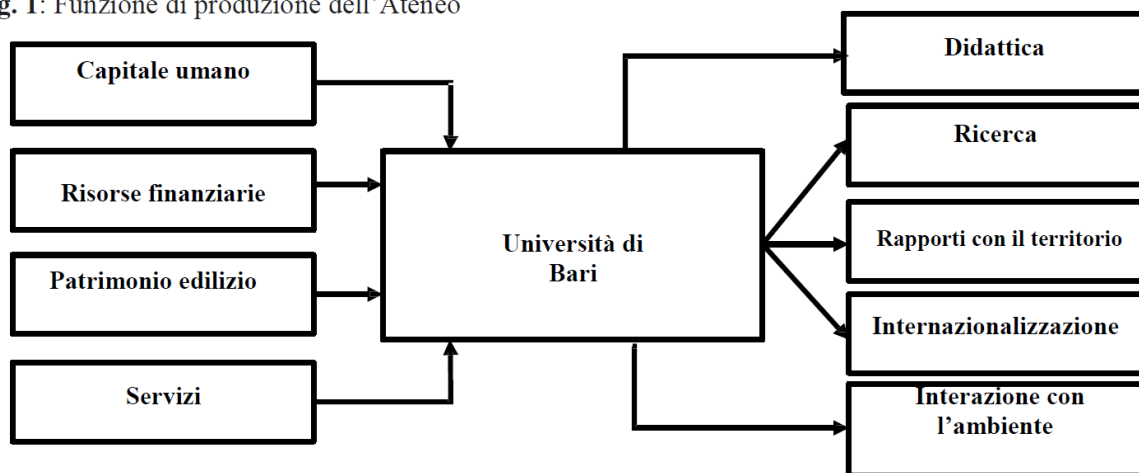 g. 1: Funzione di produzione dell'Ateneo
Capitale umano
Risorse finanziarie
Patrimonio edilizio
Servizi
Università di
Bari
Didattica
Ricerca
Rapporti con il territorio
Internazionalizzazione
Interazione con
l'ambiente